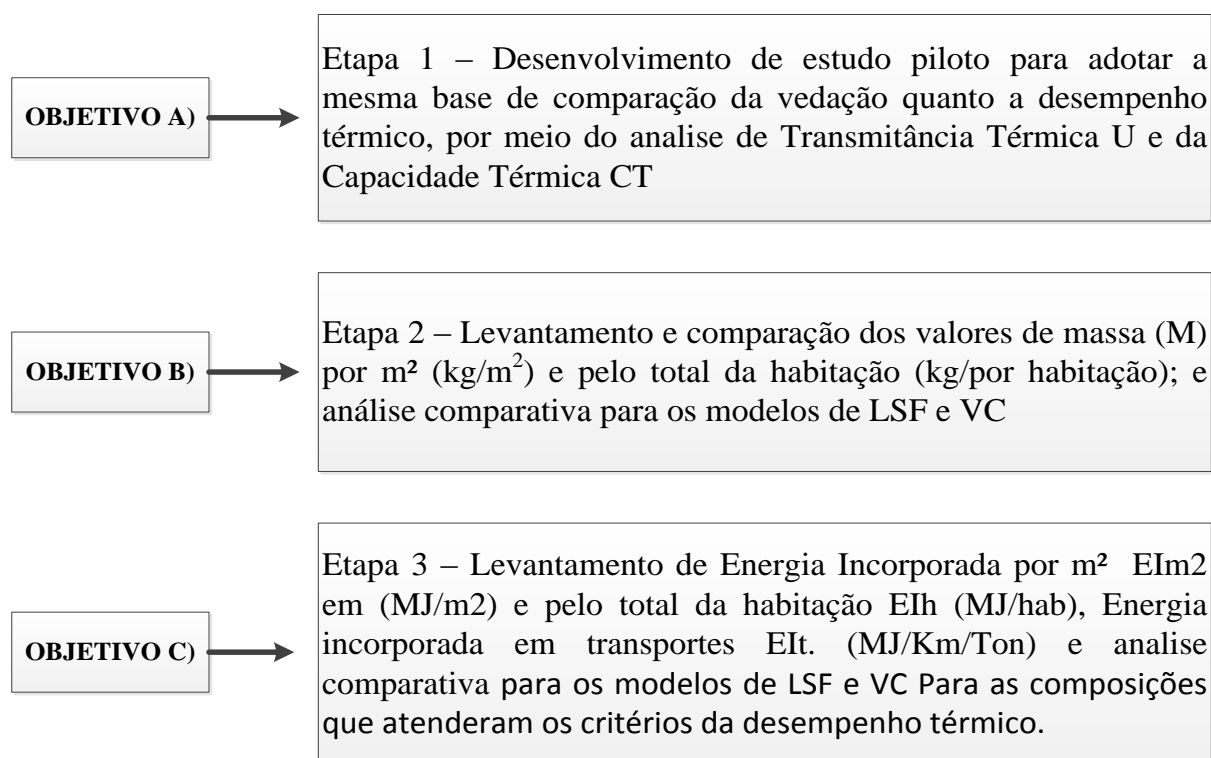 OBJETIVO A)
Etapa 1 – Desenvolvimento de estudo piloto para adotar a
mesma base de comparação da vedação quanto a desempenho
térmico, por meio do analise de Transmitância Térmica U e da
Capacidade Térmica CT
OBJETIVO B)
Etapa 2 – Levantamento e comparação dos valores de massa (M)
por m² (kg/m²) e pelo total da habitação (kg/por habitação); e
análise comparativa para os modelos de LSF e VC
OBJETIVO C)
Etapa 3 – Levantamento de Energia Incorporada por m² EIm2
em (MJ/m2) e pelo total da habitação EIh (MJ/hab), Energia
incorporada em transportes EIt. (MJ/Km/Ton) e analise
comparativa para os modelos de LSF e VC Para as composições
que atenderam os critérios da desempenho térmico.